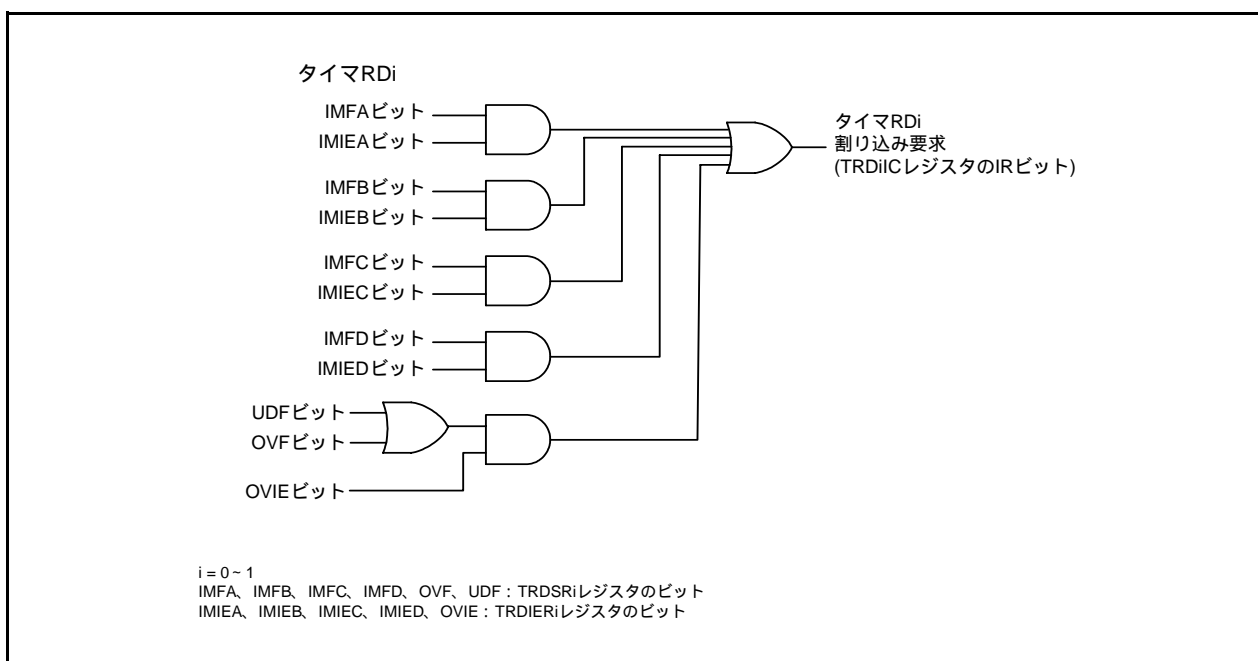 タイマRDi
IMFAビット
IMIEAビット
IMFBビット
IMIEBビット
IMFCビット
IMIECビット
IMFDビット
IMIEDビット
UDFビット
OVFビット
OVIEビット
タイマRDi
割り込み要求
(TRDiICレジスタのIRビット)
i = 0~1
IMFA、IMFB、IMFC、IMFD、OVF、UDF:TRDSRiレジスタのビット
IMIEA、IMIEB、IMIEC、IMIED、OVIE:TRDIERiレジスタのビット